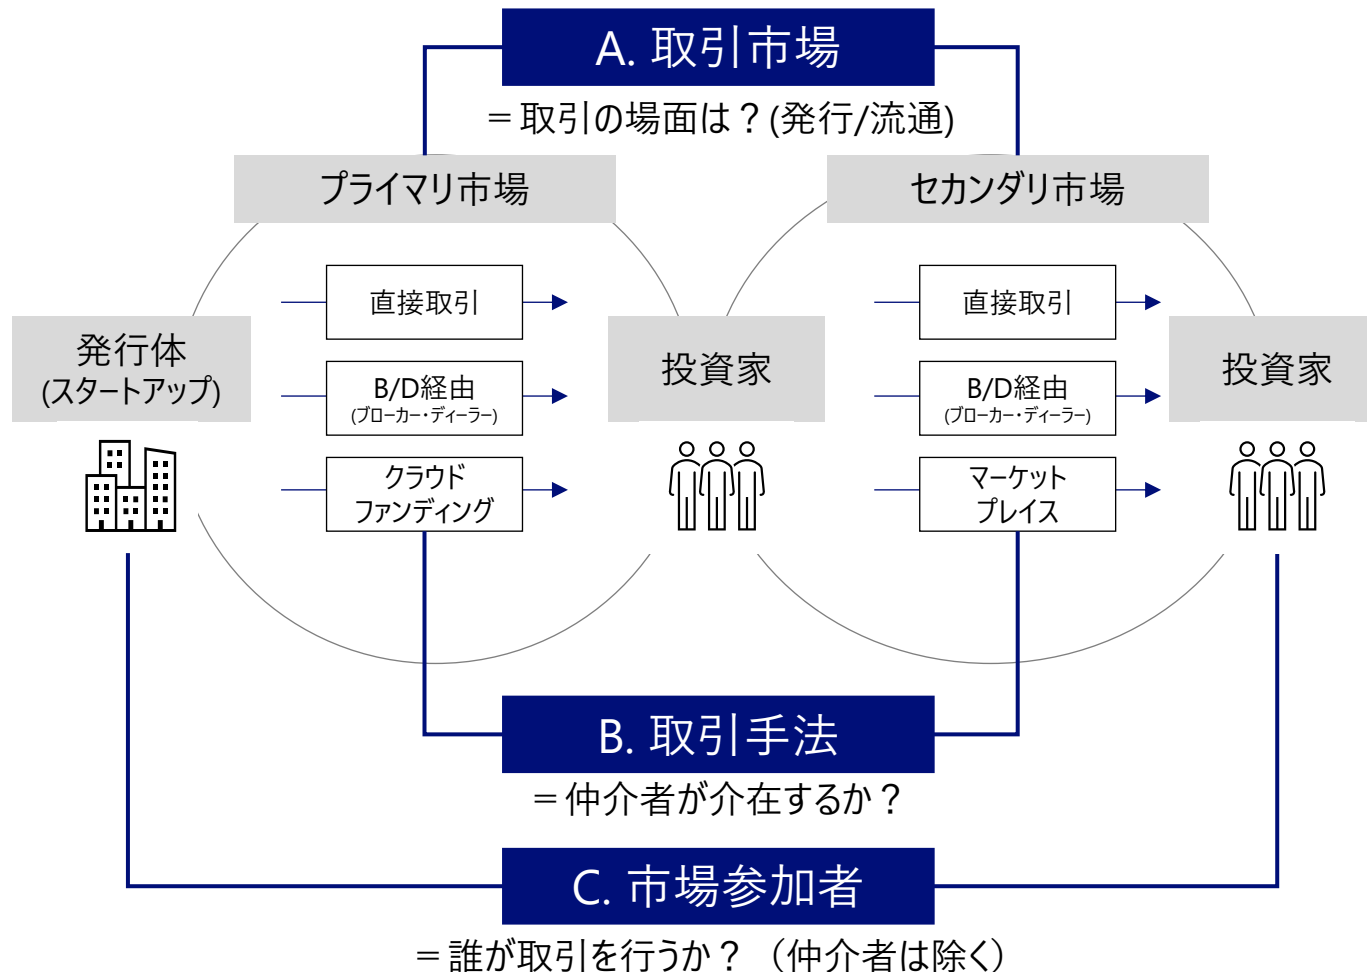 A. 取引市場
＝取引の場面は？(発行/流通)
プライマリ市場
セカンダリ市場
発行体
(スタートアップ)
直接取引
B/D経由
(ブローカー・ディーラー)
クラウド
ファンディング
投資家
直接取引
B/D経由
(ブローカー・ディーラー)
マーケット
プレイス
投資家
B. 取引手法
＝仲介者が介在するか？
C. 市場参加者
＝誰が取引を行うか？（仲介者は除く）